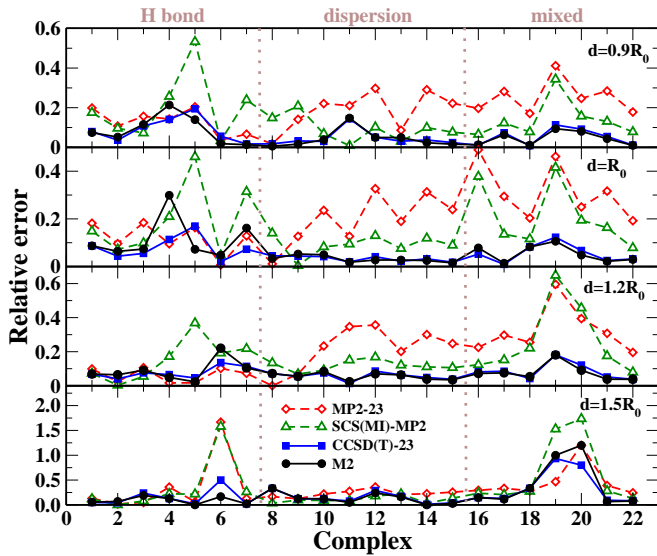 H bond dispersion mixed
0.6
d=0.9R0
0.4
0.2
0.0
d=R0
0.4
0.2
0.0
d=1.2R0
0.4
0.2
0.0
d=1.5R0
2.0
1.5
1.0
0.5
0.0
MP2-23
SCS(MI)-MP2
CCSD(T)-23
M2
0 2 4 6 8 10 12 14 16 18 20 22
Complex
Relative error